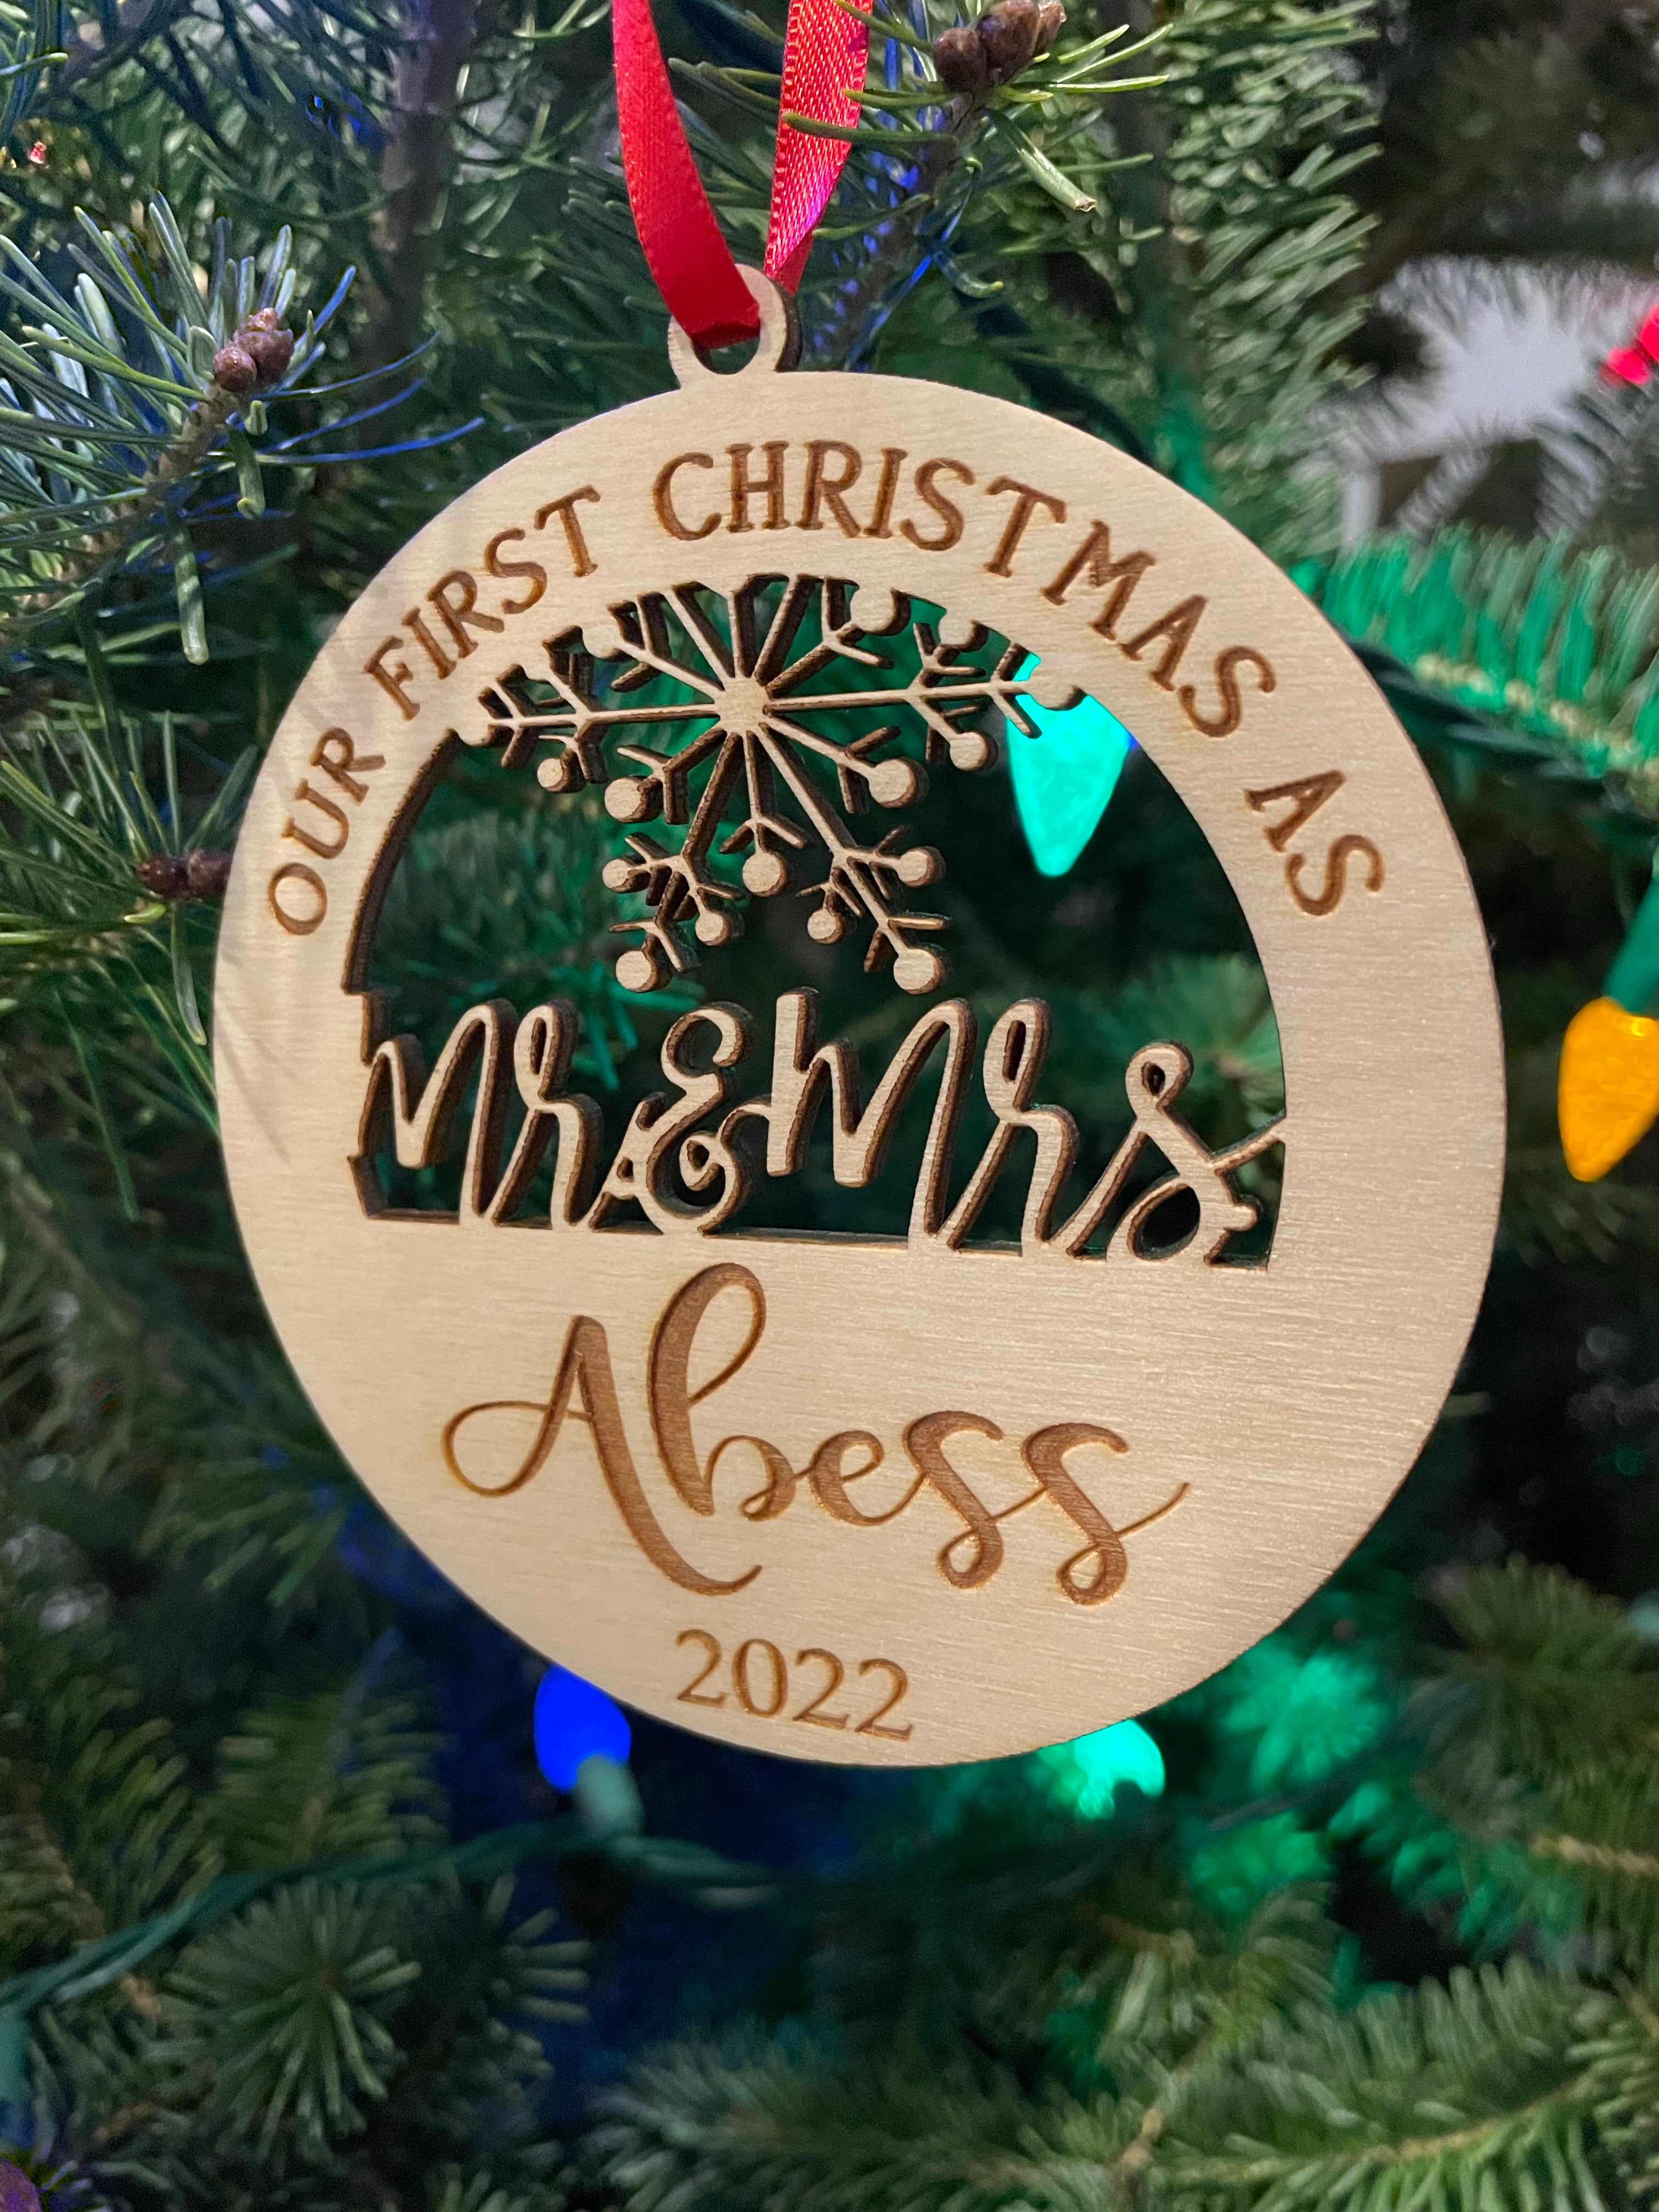 OUR FIRST CHRISTMAS AS
Mr & Mrs
Abess
2022